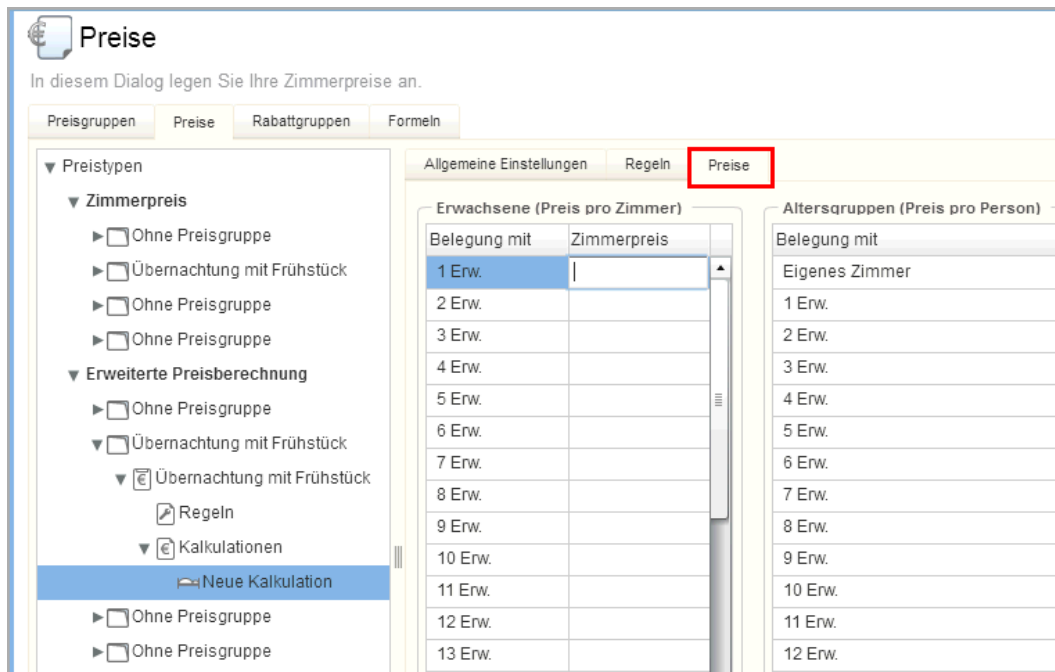 Preise
In diesem Dialog legen Sie Ihre Zimmerpreise an.
Preisgruppen Preise Rabattgruppen Formeln
Preistypen
Zimmerpreis
Ohne Preisgruppe
Übernachtung mit Frühstück
Ohne Preisgruppe
Ohne Preisgruppe
Erweiterte Preisberechnung
Ohne Preisgruppe
Übernachtung mit Frühstück
Übernachtung mit Frühstück
Regeln
Kalkulationen
Neue Kalkulation
Ohne Preisgruppe
Ohne Preisgruppe
Allgemeine Einstellungen Regeln Preise
Erwachsene (Preis pro Zimmer)
Belegung mit Zimmerpreis
1 Erw.
2 Erw.
3 Erw.
4 Erw.
5 Erw.
6 Erw.
7 Erw.
8 Erw.
9 Erw.
10 Erw.
11 Erw.
12 Erw.
13 Erw.
Altersgruppen (Preis pro Person)
Belegung mit
Eigenes Zimmer
1 Erw.
2 Erw.
3 Erw.
4 Erw.
5 Erw.
6 Erw.
7 Erw.
8 Erw.
9 Erw.
10 Erw.
11 Erw.
12 Erw.